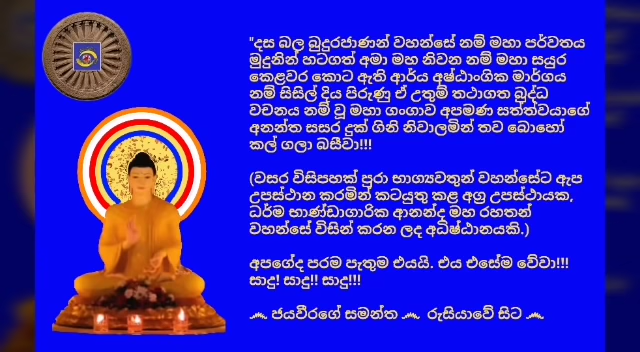 "දස බල බුදුරජාණන් වහන්සේ නම් මහා පර්වතය
මුදුනින් හටගත් අමා මහ නිවන නම් මහා සයුර
කෙළවර කොට ඇති ආර්ය අෂ්ඨාංගික මාර්ගය
නම් සිසිල් දිය පිරුණු ඒ උතුම් තථාගත බුද්ධ
වචනය නම් වූ මහා ගංගාව අපමණ සත්ත්වයාගේ
අනන්ත සසර දුක් ගිනි නිවාලමින් තව බොහෝ
කල් ගලා බසීවා!!!
(වසර විසිපහක් පුරා භාග්‍යවතුන් වහන්සේට ඇප
උපස්ථාන කරමින් කටයුතු කළ අග්‍ර උපස්ථායක,
ධර්ම භාණ්ඩාගාරික ආනන්ද මහ රහතන්
වහන්සේ විසින් කරන ලද අධිෂ්ඨානයකි.)
අපගේද පරම පැතුම එයයි. එය එසේම වේවා!!!
සාදු! සාදු!! සාදු!!!
ජයවීරගේ සමන්ත රුසියාවේ සිට